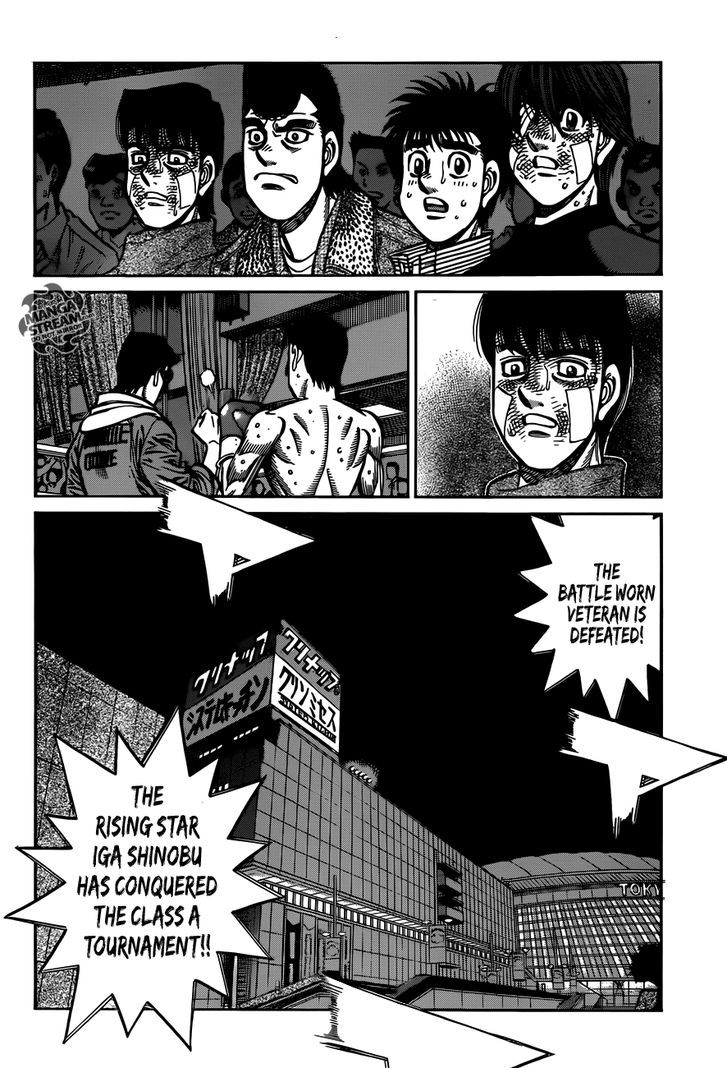 MANGA
STREAM
THE
BATTLE WORN
VETERAN IS
DEFEATED!
クリナップ
クリナップ
システムキッチン
クリンミセス
SYSTEM KITCHEN
THE
RISING STAR
IGA SHINOBU
HAS CONQUERED
THE CLASS A
TOURNAMENT!!
TOKY